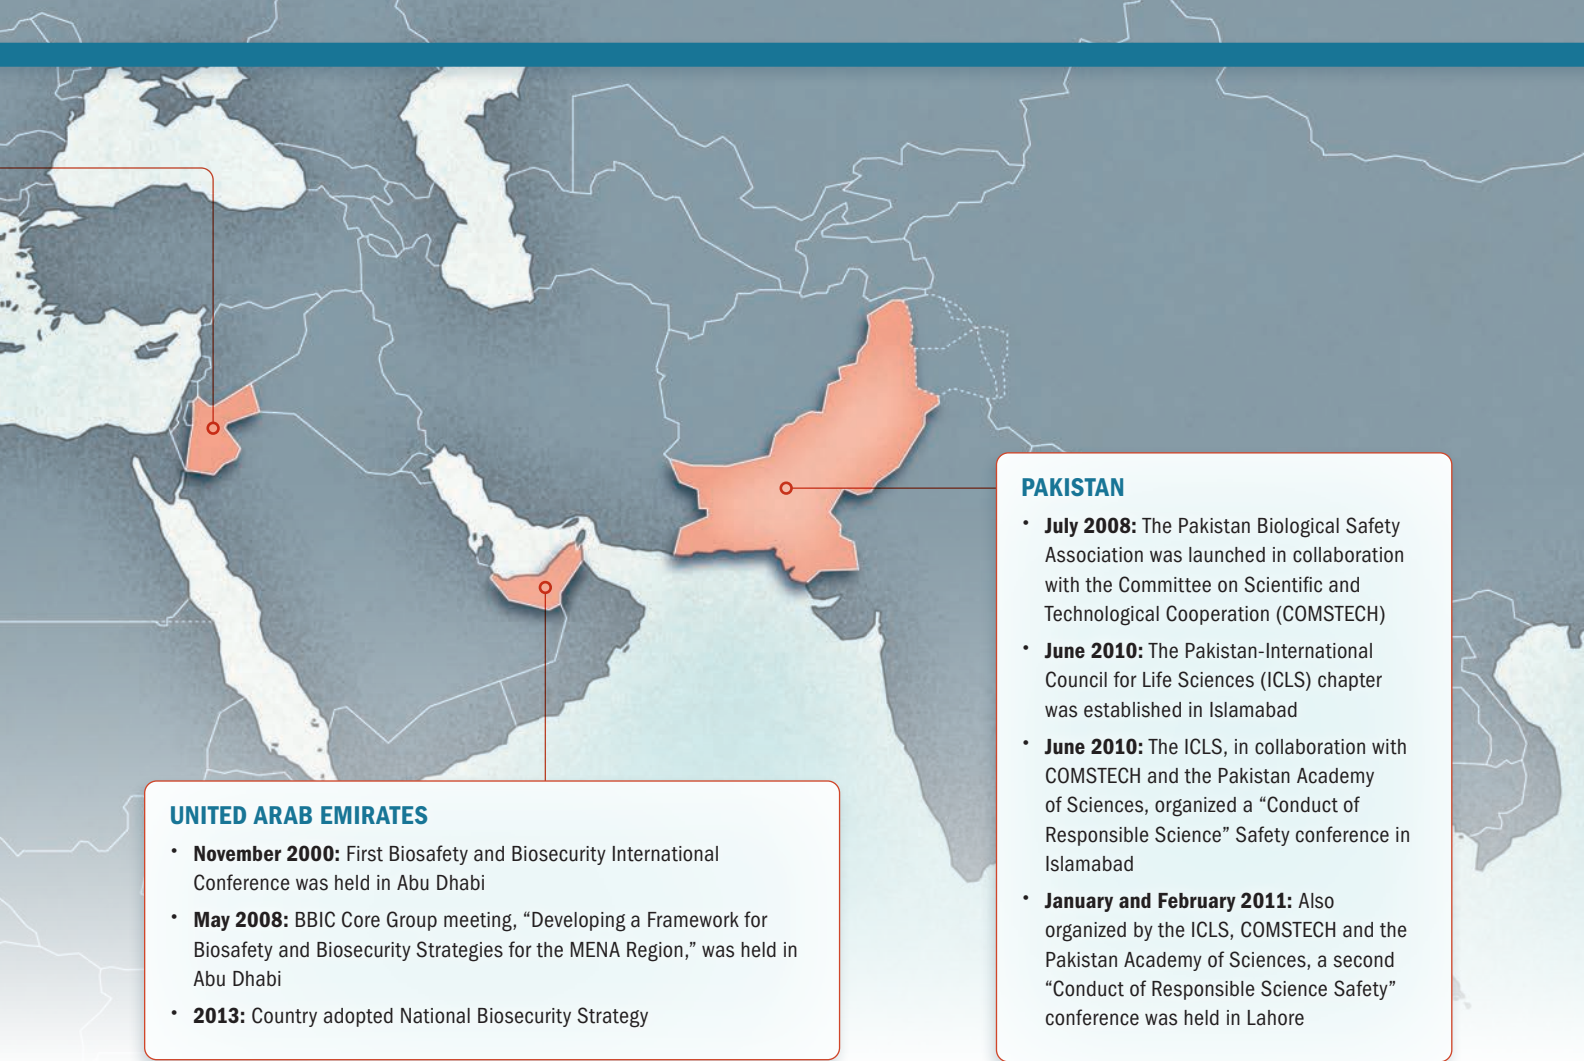 UNITED ARAB EMIRATES
• November 2000: First Biosafety and Biosecurity International
Conference was held in Abu Dhabi
• May 2008: BBIC Core Group meeting, “Developing a Framework for
Biosafety and Biosecurity Strategies for the MENA Region,” was held in
Abu Dhabi
• 2013: Country adopted National Biosecurity Strategy
PAKISTAN
• July 2008: The Pakistan Biological Safety
Association was launched in collaboration
with the Committee on Scientific and
Technological Cooperation (COMSTECH)
• June 2010: The Pakistan-International
Council for Life Sciences (ICLS) chapter
was established in Islamabad
• June 2010: The ICLS, in collaboration with
COMSTECH and the Pakistan Academy
of Sciences, organized a “Conduct of
Responsible Science” Safety conference in
Islamabad
• January and February 2011: Also
organized by the ICLS, COMSTECH and the
Pakistan Academy of Sciences, a second
“Conduct of Responsible Science Safety”
conference was held in Lahore